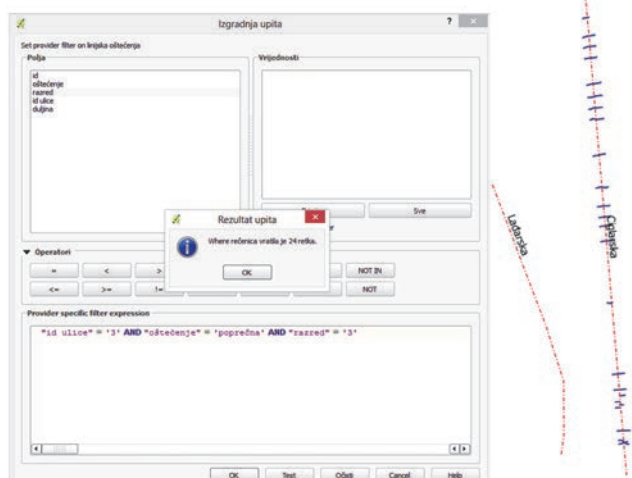 Izgradnja upita
?
Set provider filter on linijska oštećenja
Polja
id
oštećenje
razred
id ulice
duljina
Vrijednosti
Sve
Rezultat upita
Where rečenica vratila je 24 retka.
OK
Operatori
= < > NOT IN
<= >= != NOT
Provider specific filter expression
"id ulice" = '3' AND "oštećenje" = 'poprečna' AND "razred" = '3'
OK Test Očisti Cancel Help
Lađarska
Ciglarska